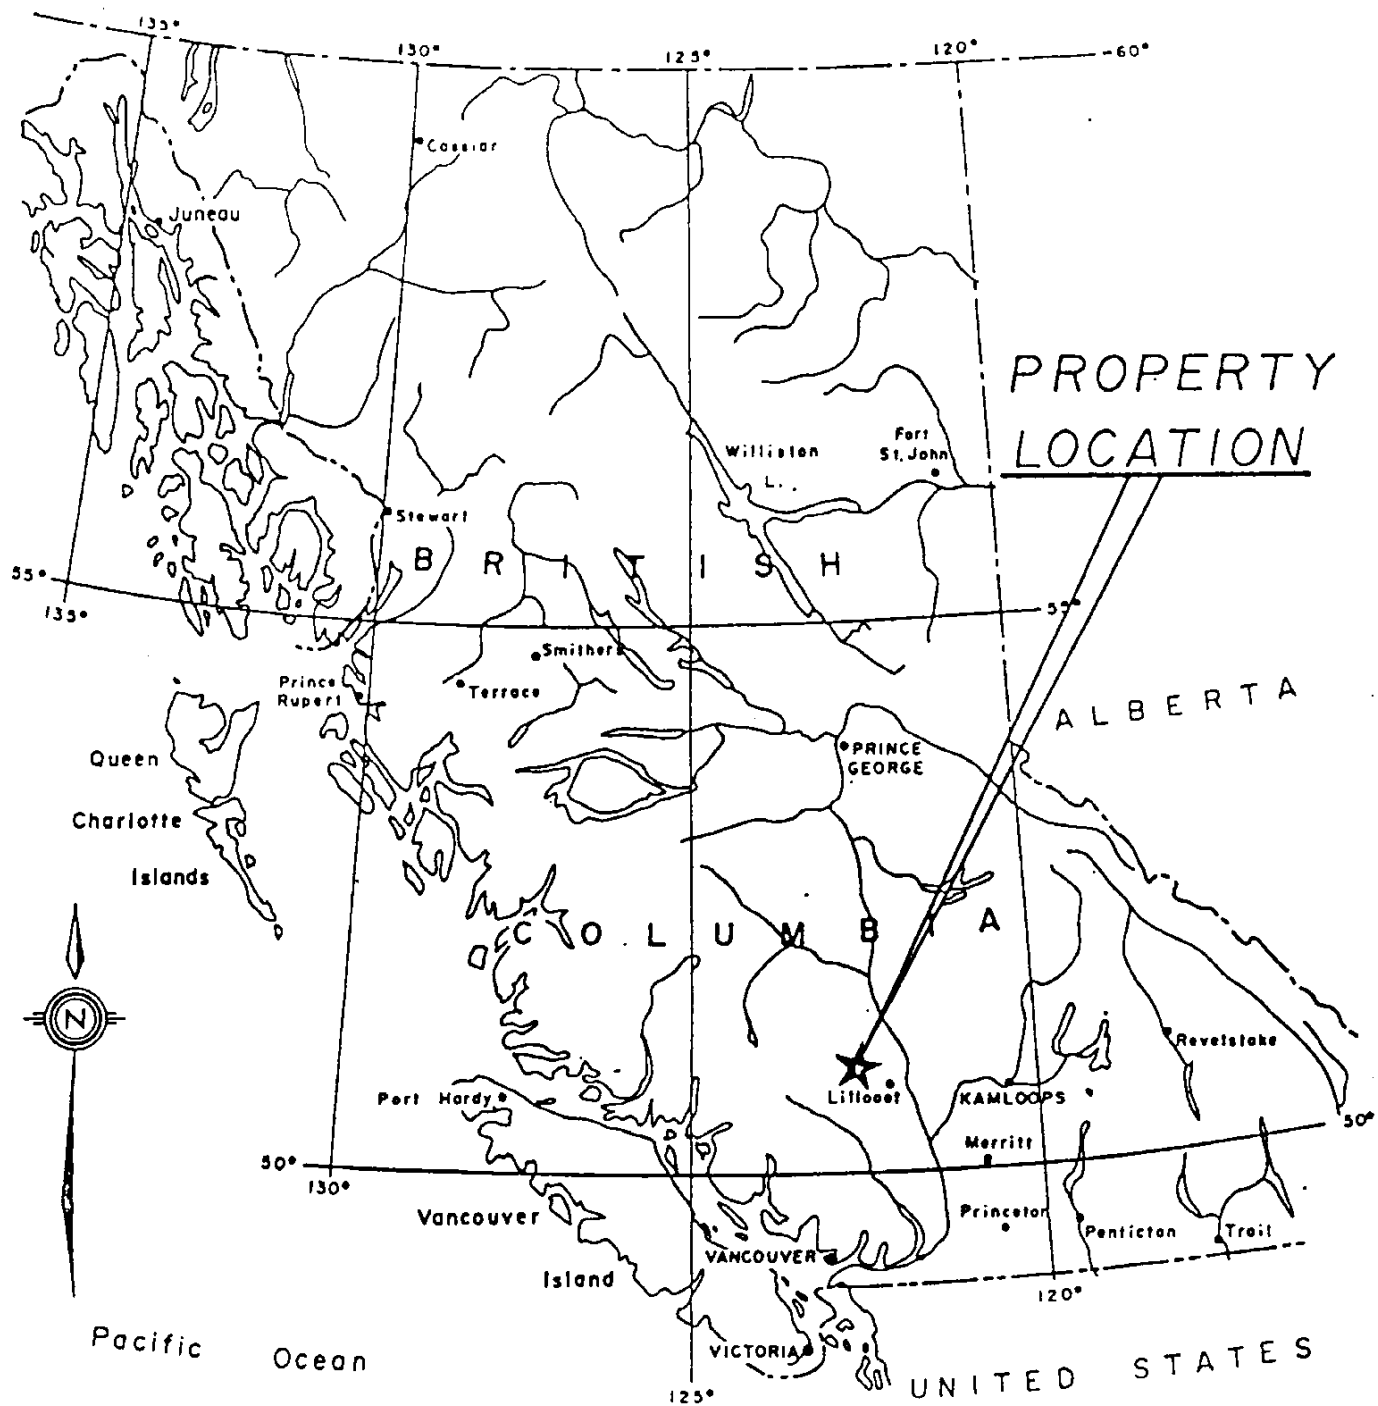 135°
130°
125°
120°
60°
Cassiar
Juneau
PROPERTY
LOCATION
Williston
L.
Fort
St. John
Stewart
BRITISH
55°
135°
55°
Smithers
Terrace
Prince
Rupert
ALBERTA
Queen
Charlotte
Islands
PRINCE
GEORGE
COLUMBIA
N
Revelstoke
Port Hardy
Lillooet
KAMLOOPS
Merritt
50°
50°
130°
Vancouver
Island
Princeton
Penticton
Trail
VANCOUVER
120°
VICTORIA
Pacific Ocean
125°
UNITED STATES